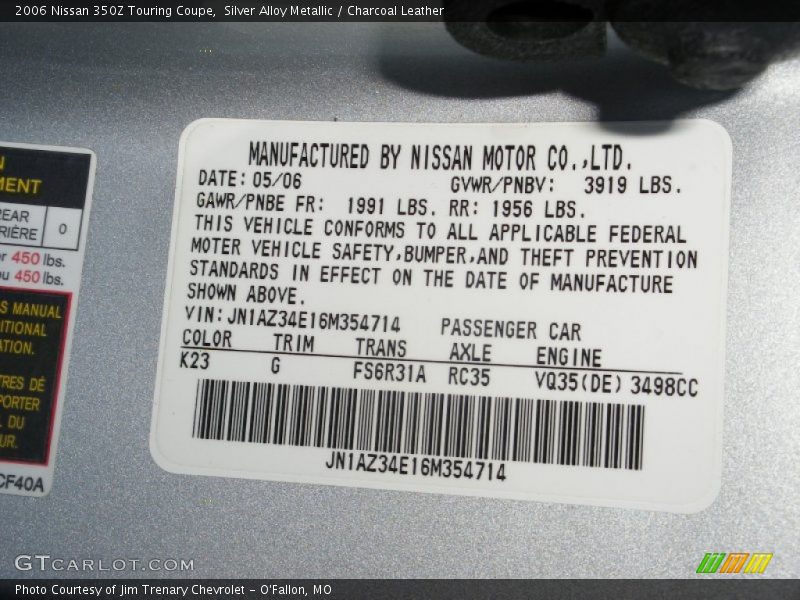 2006 Nissan 350Z Touring Coupe,  Silver Alloy Metallic / Charcoal Leather
MANUFACTURED BY NISSAN MOTOR CO.,LTD.
DATE: 05/06 GVWR/PNBV: 3919 LBS.
GAWR/PNBE FR: 1991 LBS. RR: 1956 LBS.
THIS VEHICLE CONFORMS TO ALL APPLICABLE FEDERAL
MOTER VEHICLE SAFETY,BUMPER,AND THEFT PREVENTION
STANDARDS IN EFFECT ON THE DATE OF MANUFACTURE
SHOWN ABOVE.
VIN: JN1AZ34E16M354714 PASSENGER CAR
COLOR TRIM TRANS AXLE ENGINE
K23 G FS6R31A RC35 VQ35(DE) 3498CC
JN1AZ34E16M354714
0
450 lbs.
450 lbs.
S MANUAL
DU
CF40A
GTCARLOT.COM
Photo Courtesy of Jim Trenary Chevrolet - O'Fallon, MO